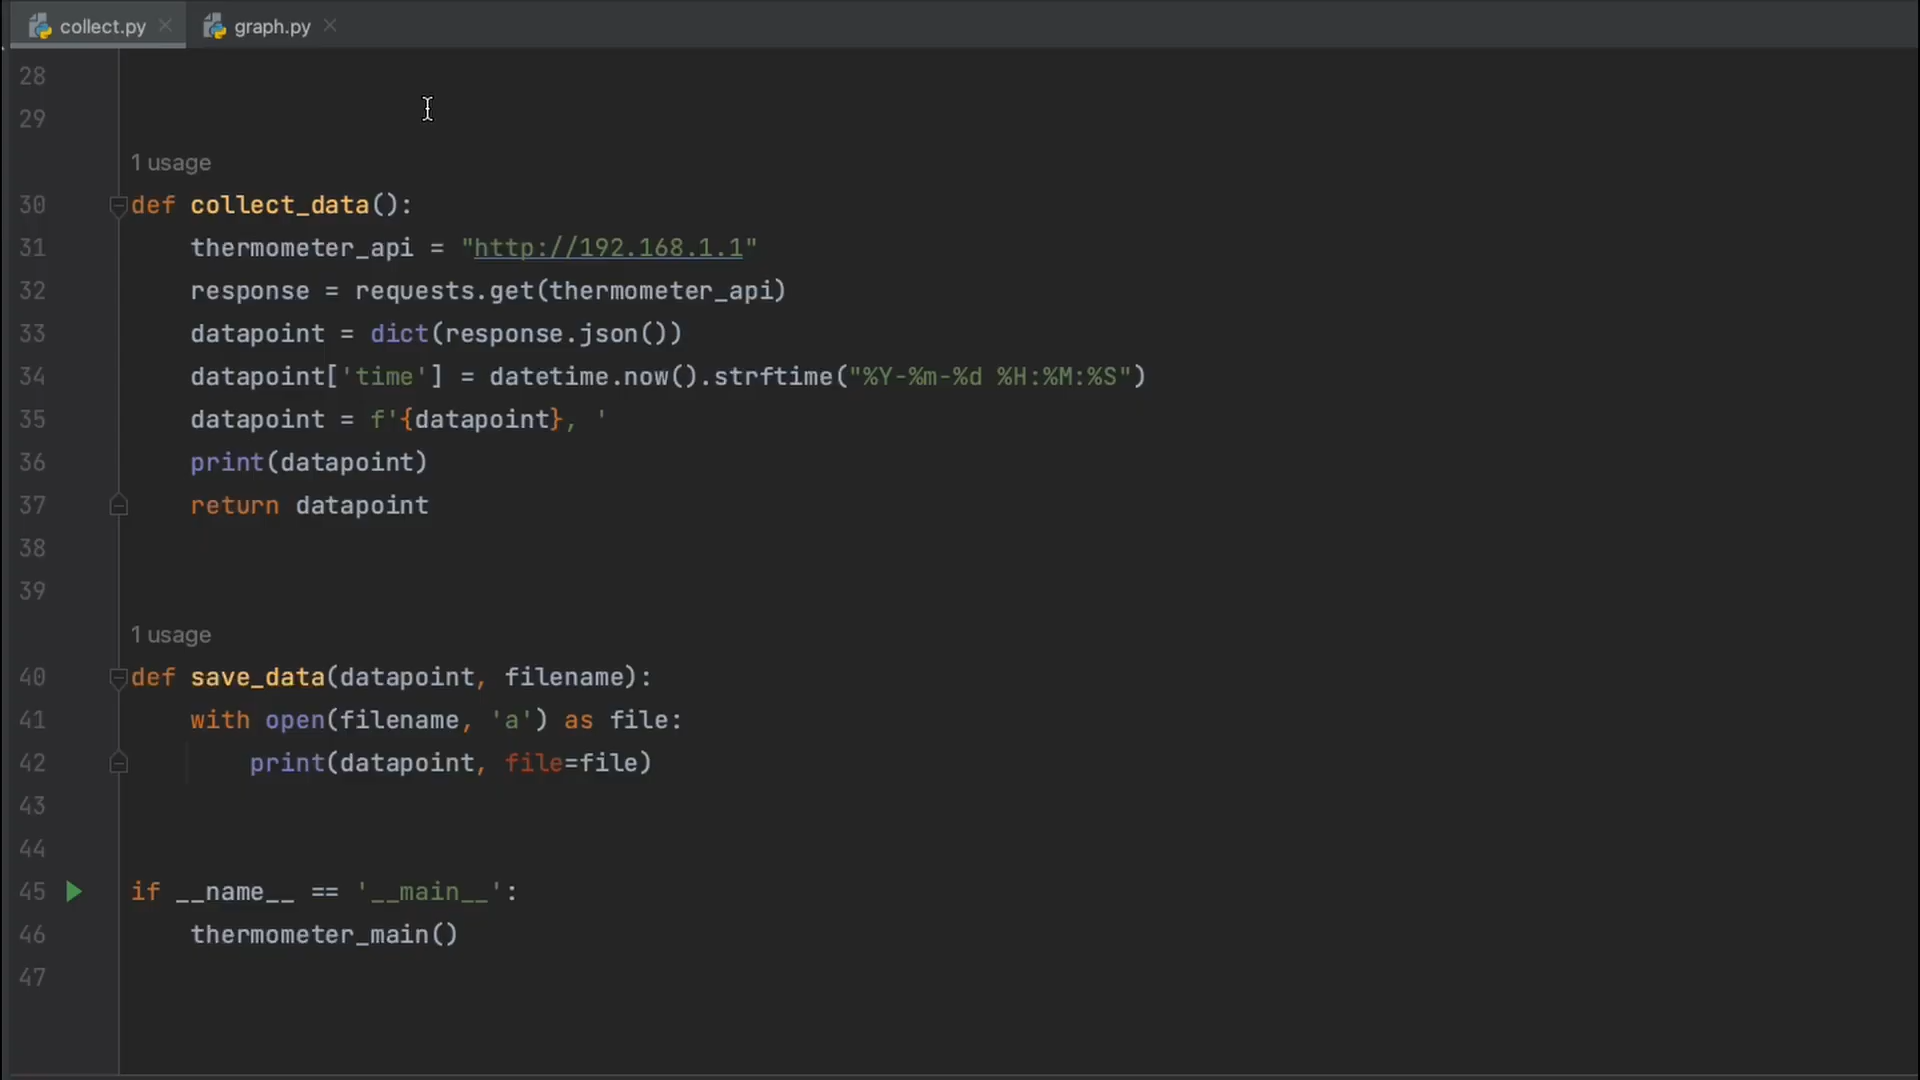 collect.py graph.py
28
29
1 usage
30 def collect_data():
31 thermometer_api = "http://192.168.1.1"
32 response = requests.get(thermometer_api)
33 datapoint = dict(response.json())
34 datapoint['time'] = datetime.now().strftime("%Y-%m-%d %H:%M:%S")
35 datapoint = f'{datapoint}, '
36 print(datapoint)
37 return datapoint
38
39
1 usage
40 def save_data(datapoint, filename):
41 with open(filename, 'a') as file:
42 print(datapoint, file=file)
43
44
45 if __name__ == '__main__':
46 thermometer_main()
47